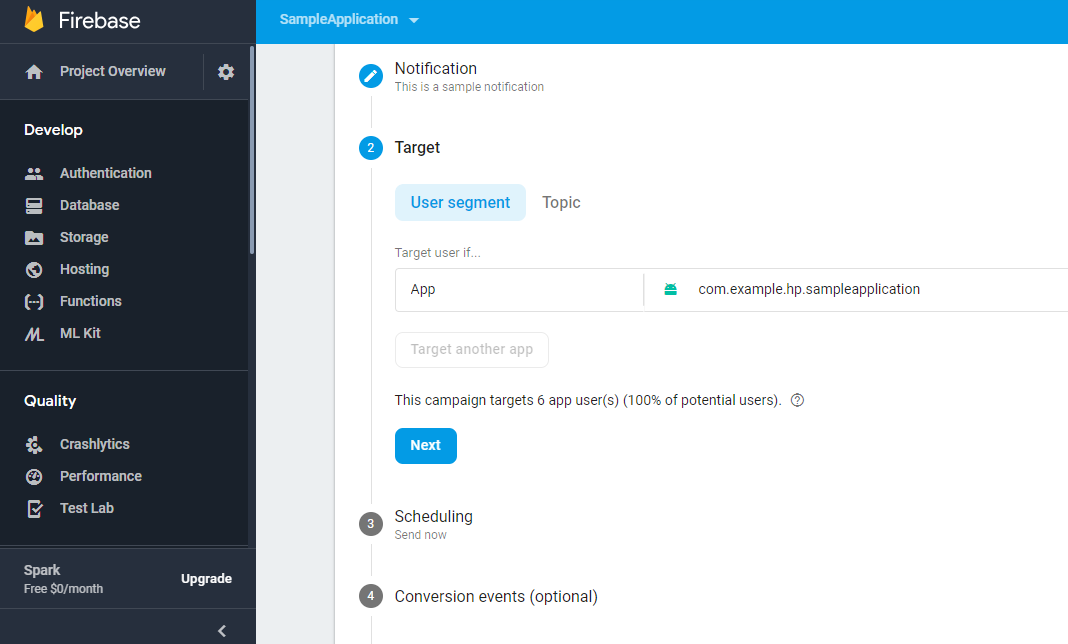 Firebase
SampleApplication
Project Overview
Develop
Authentication
Database
Storage
Hosting
Functions
ML Kit
Quality
Crashlytics
Performance
Test Lab
Spark
Free $0/month
Upgrade
Notification
This is a sample notification
2 Target
User segment Topic
Target user if...
App com.example.hp.sampleapplication
Target another app
This campaign targets 6 app user(s) (100% of potential users).
Next
3 Scheduling
Send now
4 Conversion events (optional)